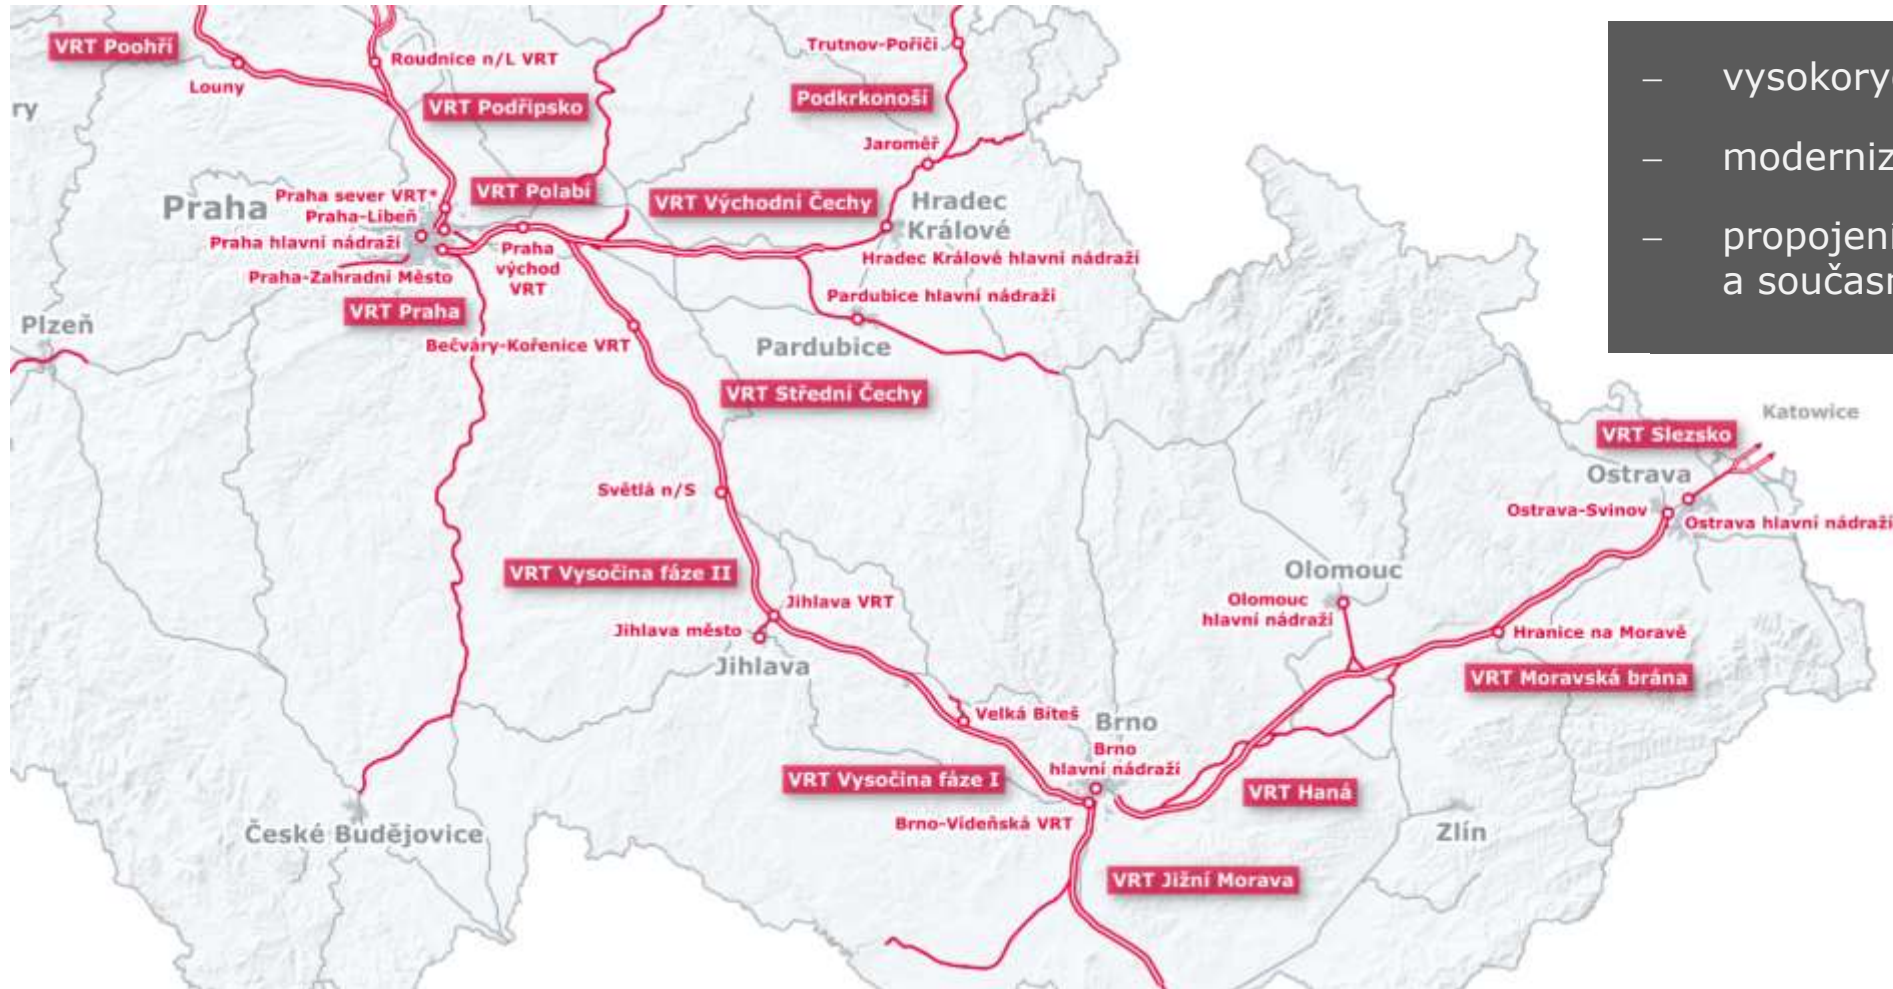 VRT Poohří
Louny
ry
Roudnice n/L VRT
VRT Podřipsko
Trutnov-Poříčí
Podkrkonoší
Jaroměř
Praha
Praha sever VRT*
Praha-Libeň
Praha hlavní nádraží
Praha-Zahradní Město
VRT Praha
VRT Polabí
Praha
východ
VRT
VRT Východní Čechy
Hradec
Králové
Hradec Králové hlavní nádraží
Pardubice hlavní nádraží
Pardubice
Plzeň
Bečváry-Kořenice VRT
VRT Střední Čechy
Světlá n/S
VRT Vysočina fáze II
Jihlava VRT
Jihlava město
Jihlava
Velká Bíteš
Brno
Brno
hlavní nádraží
VRT Vysočina fáze I
Brno-Vídeňská VRT
České Budějovice
VRT Jižní Morava
VRT Haná
Zlín
Olomouc
Olomouc
hlavní nádraží
Hranice na Moravě
VRT Moravská brána
Ostrava-Svinov
Ostrava hlavní nádraží
Ostrava
VRT Slezsko
Katowice
– moderniz
– propojení
a současn